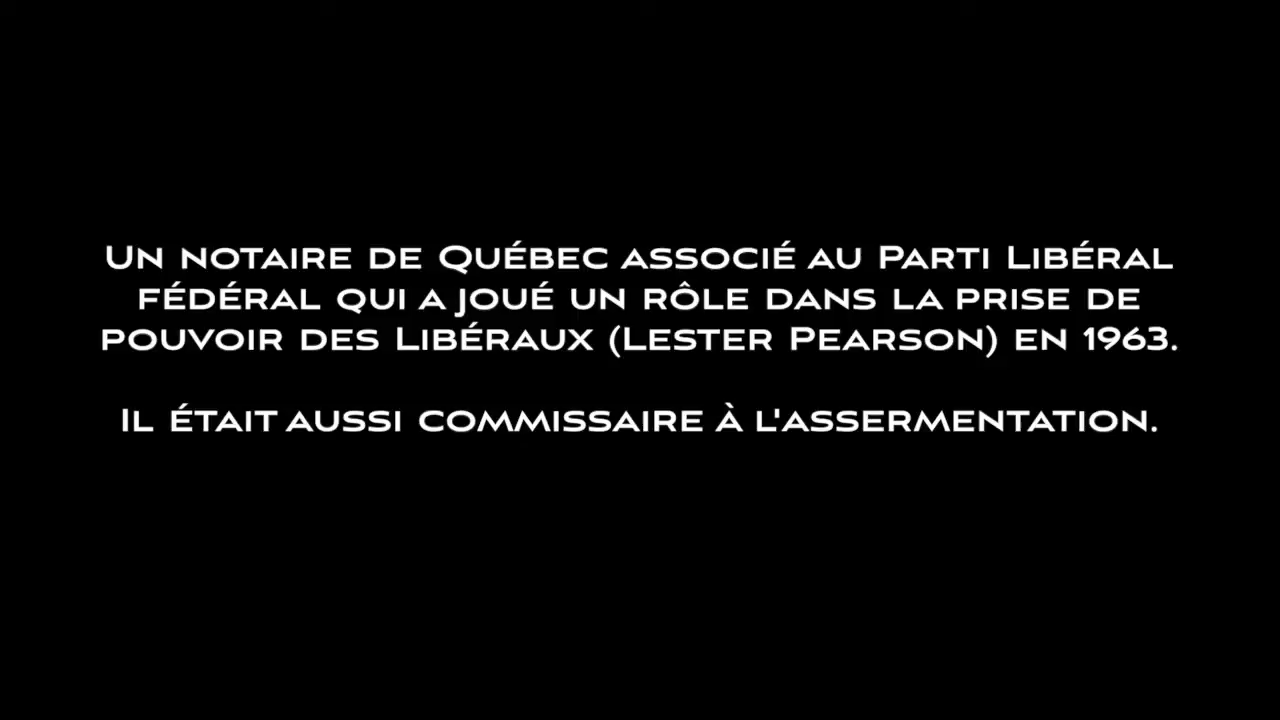 Un notaire de Québec associé au Parti Libéral
fédéral qui a joué un rôle dans la prise de
pouvoir des Libéraux (Lester Pearson) en 1963.
Il était aussi commissaire à l'assermentation.